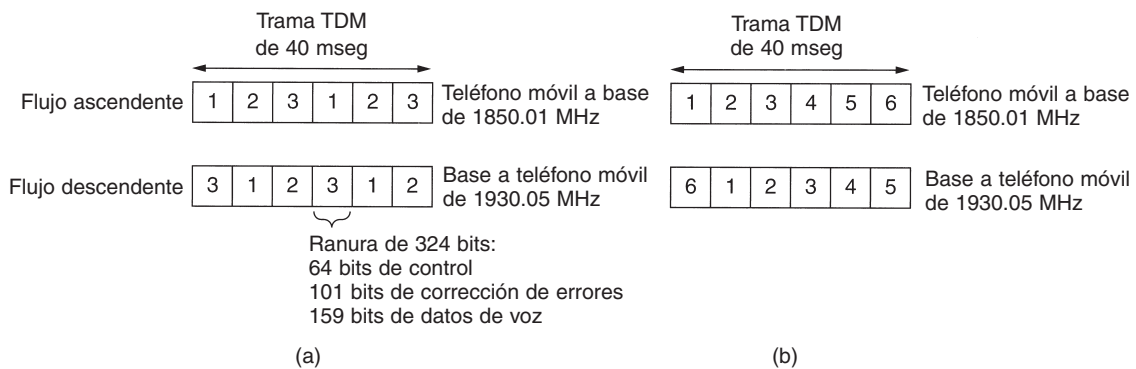 Trama TDM
de 40 mseg
Flujo ascendente
1 2 3 1 2 3
Teléfono móvil a base
de 1850.01 MHz
Flujo descendente
3 1 2 3 1 2
Base a teléfono móvil
de 1930.05 MHz
Ranura de 324 bits:
64 bits de control
101 bits de corrección de errores
159 bits de datos de voz
(a)
Trama TDM
de 40 mseg
1 2 3 4 5 6
Teléfono móvil a base
de 1850.01 MHz
6 1 2 3 4 5
Base a teléfono móvil
de 1930.05 MHz
(b)